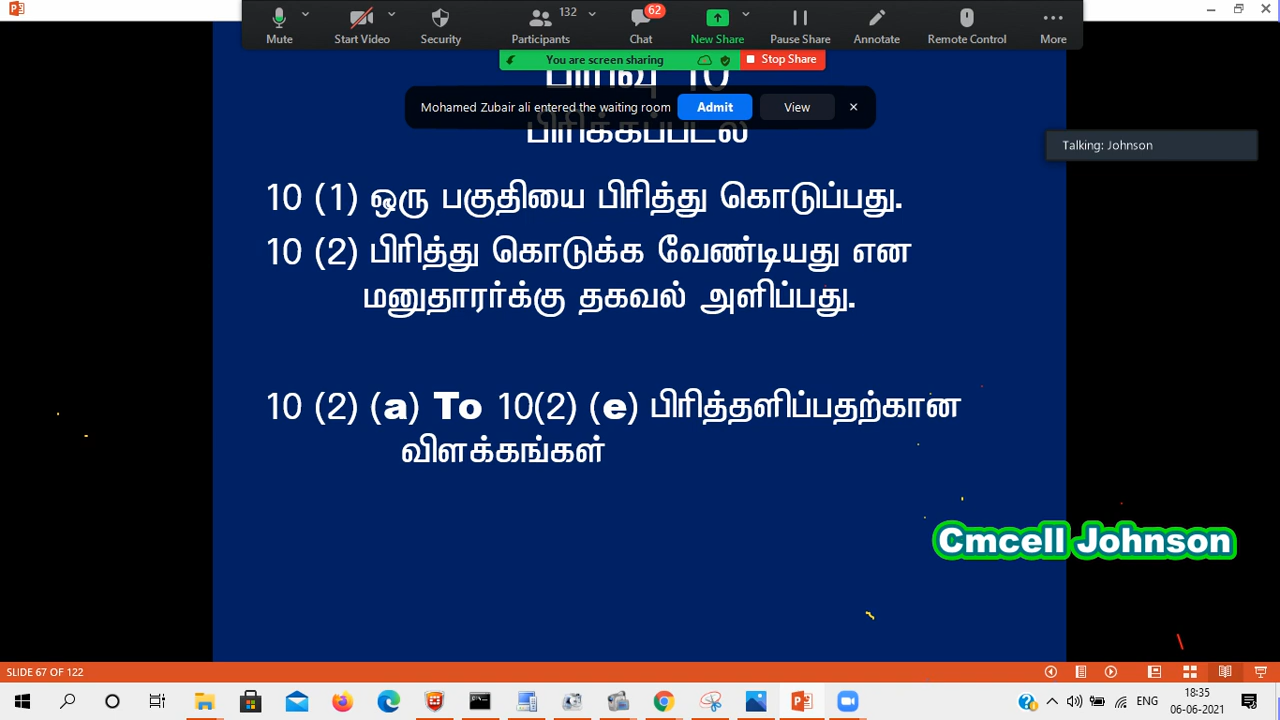 132
62
Mute
Start Video
Security
Participants
Chat
New Share
Pause Share
Annotate
Remote Control
More
You are screen sharing
Stop Share
பிரிவு 10
Mohamed Zubair ali entered the waiting room
Admit
View
பிரிக்கப்படல்
Talking: Johnson
10 (1) ஒரு பகுதியை பிரித்து கொடுப்பது.
10 (2) பிரித்து கொடுக்க வேண்டியது என
மனுதாரர்க்கு தகவல் அளிப்பது.
10 (2) (a) To 10(2) (e) பிரித்தளிப்பதற்கான
விளக்கங்கள்
Cmcell Johnson
SLIDE 67 OF 122
ENG
18:35
06-06-2021